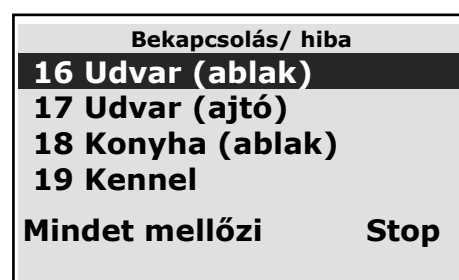 Bekapcsolás/ hiba
16 Udvar (ablak)
17 Udvar (ajtó)
18 Konyha (ablak)
19 Kennel
Mindet mellőzi Stop